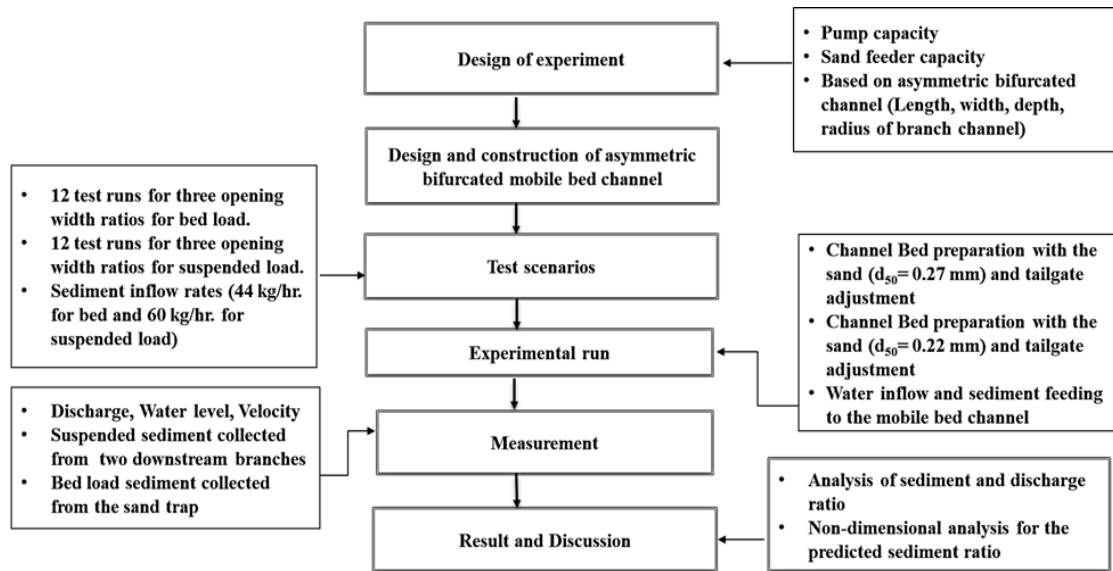 Design of experiment
• Pump capacity
• Sand feeder capacity
• Based on asymmetric bifurcated
channel (Length, width, depth,
radius of branch channel)
Design and construction of asymmetric
bifurcated mobile bed channel
• 12 test runs for three opening
width ratios for bed load.
• 12 test runs for three opening
width ratios for suspended load.
• Sediment inflow rates (44 kg/hr.
for bed and 60 kg/hr. for
suspended load)
Test scenarios
• Channel Bed preparation with the
sand (d₅₀= 0.27 mm) and tailgate
adjustment
• Channel Bed preparation with the
sand (d₅₀= 0.22 mm) and tailgate
adjustment
• Water inflow and sediment feeding
to the mobile bed channel
Experimental run
• Discharge, Water level, Velocity
• Suspended sediment collected
from two downstream branches
• Bed load sediment collected
from the sand trap
Measurement
• Analysis of sediment and discharge
ratio
• Non-dimensional analysis for the
predicted sediment ratio
Result and Discussion